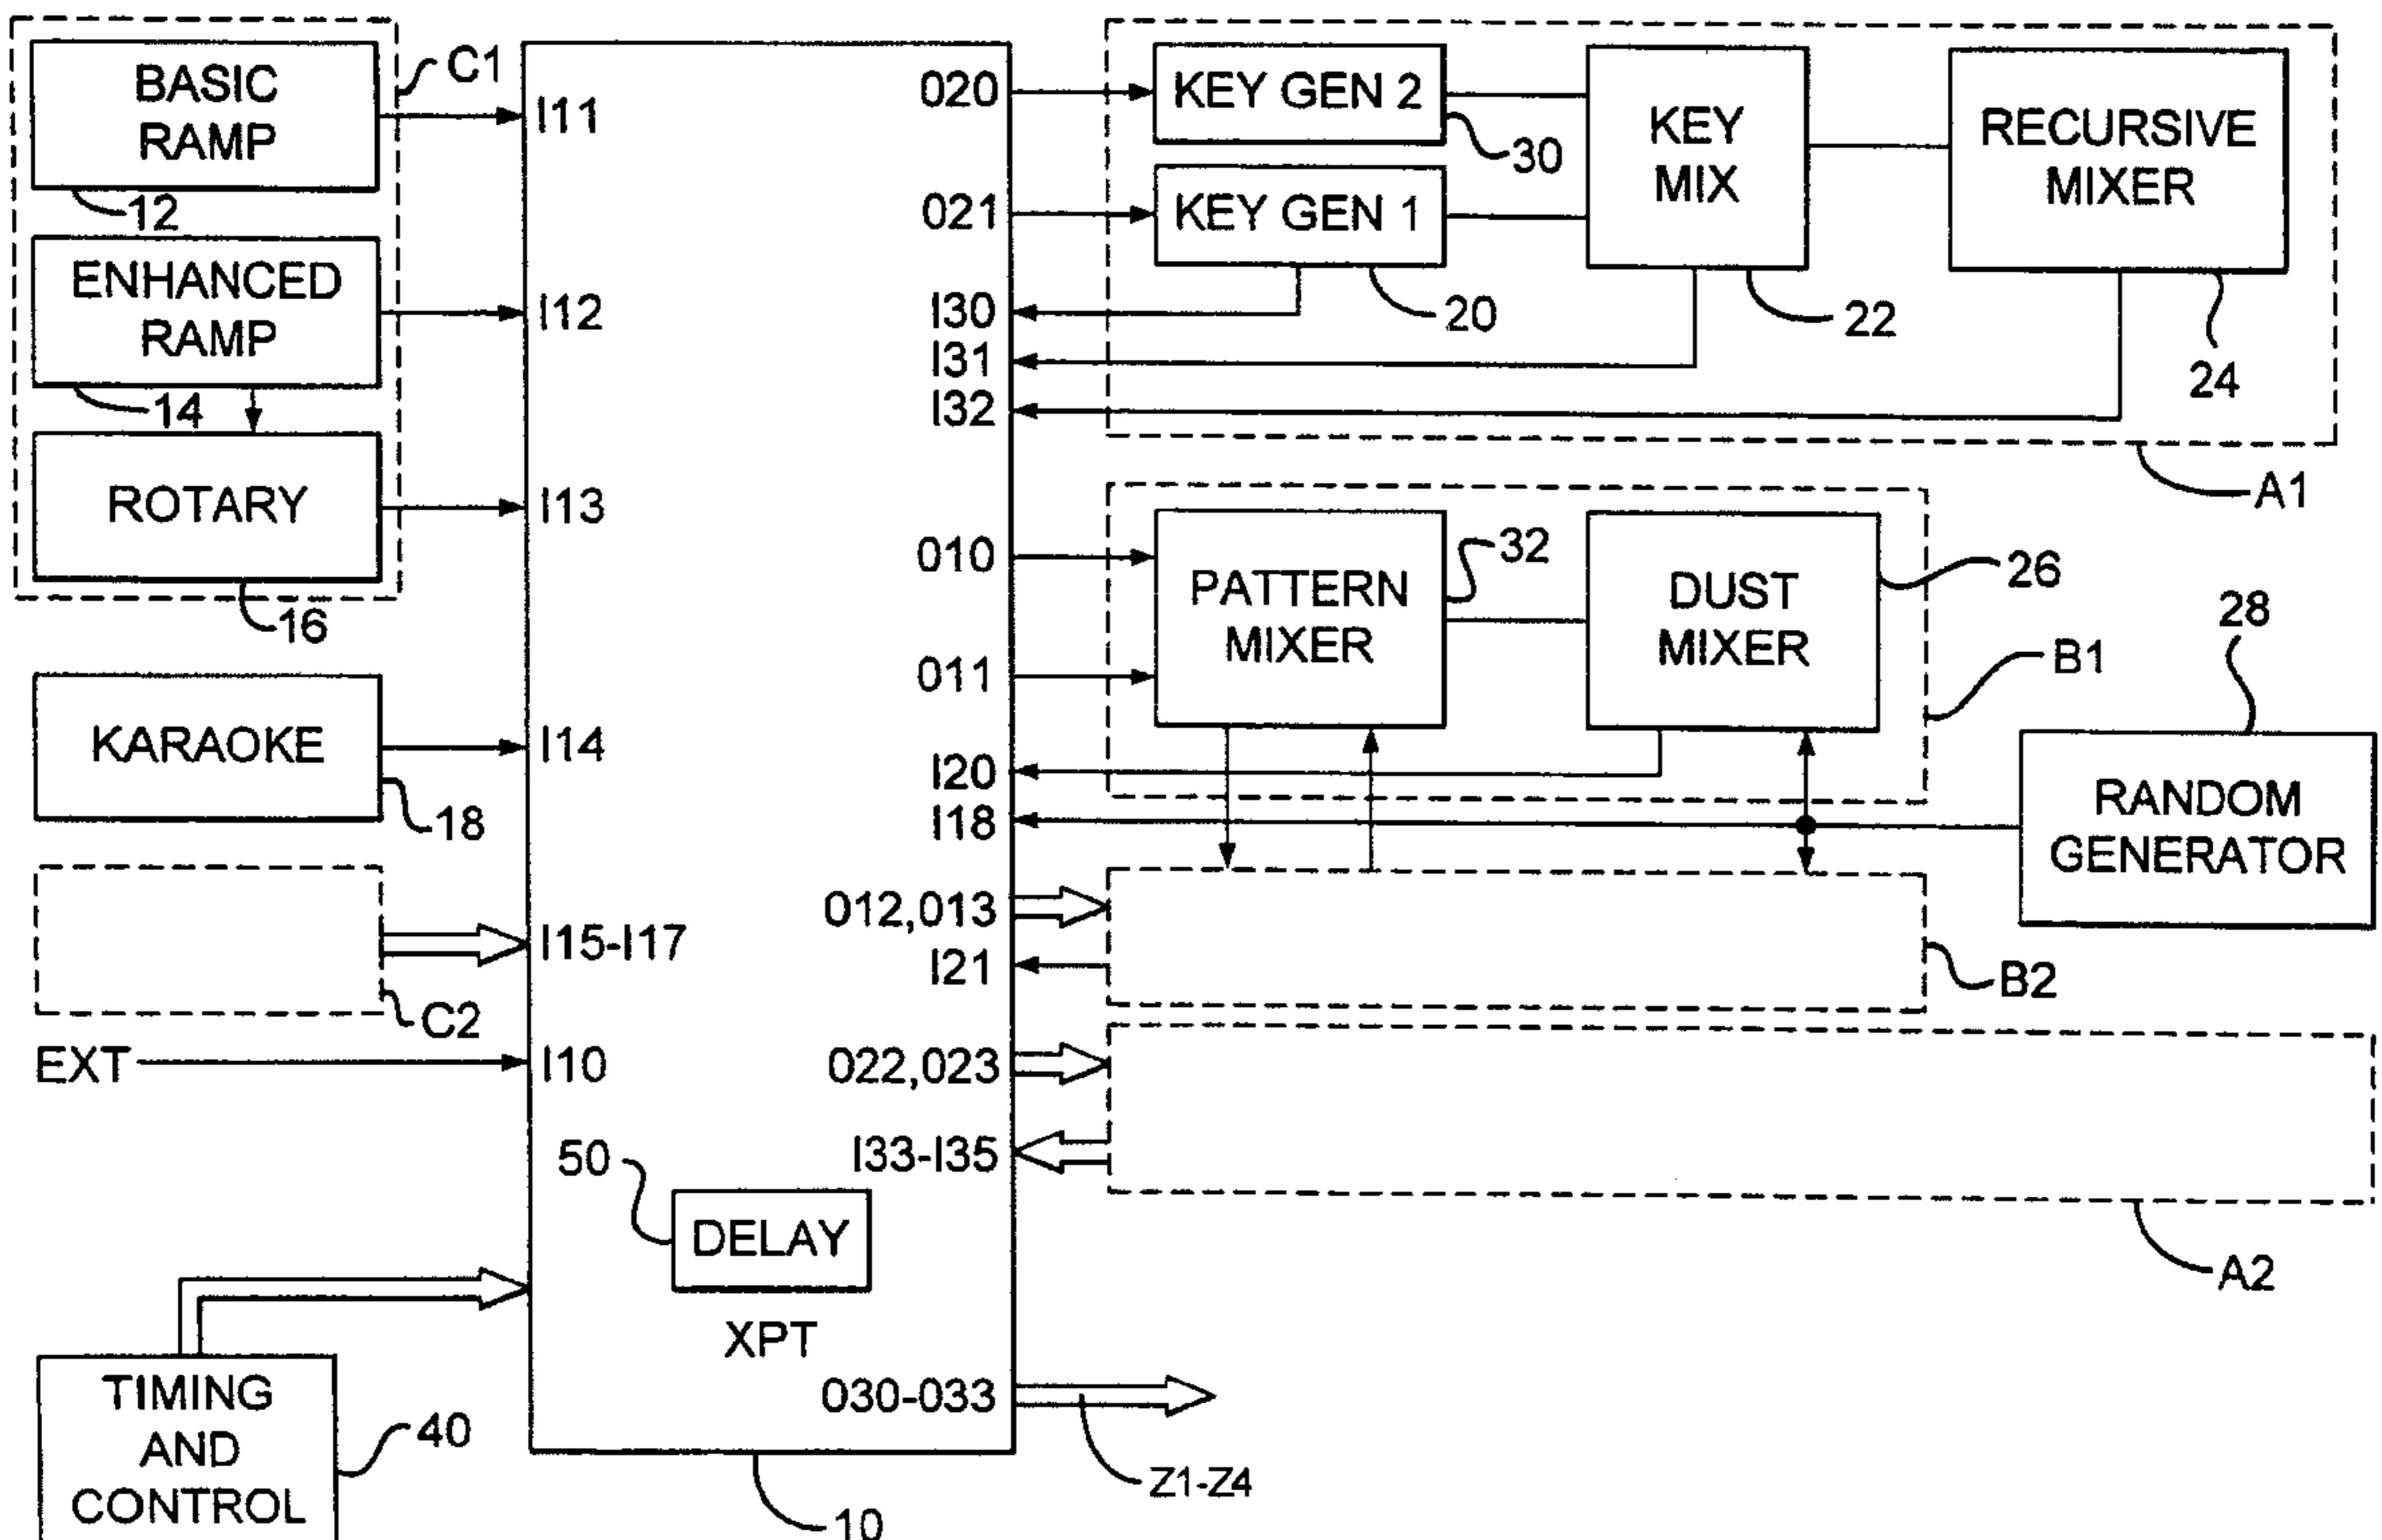 BASIC
RAMP
12
C1
I11
ENHANCED
RAMP
14
I12
ROTARY
16
I13
KARAOKE
18
I14
I15-I17
C2
EXT
I10
TIMING
AND
CONTROL
40
50
DELAY
XPT
10
020
021
I30
I31
I32
010
011
I20
I18
012,013
I21
022,023
I33-I35
030-033
Z1-Z4
KEY GEN 2
30
KEY GEN 1
20
KEY
MIX
22
RECURSIVE
MIXER
24
A1
PATTERN
MIXER
32
DUST
MIXER
26
B1
28
RANDOM
GENERATOR
B2
A2